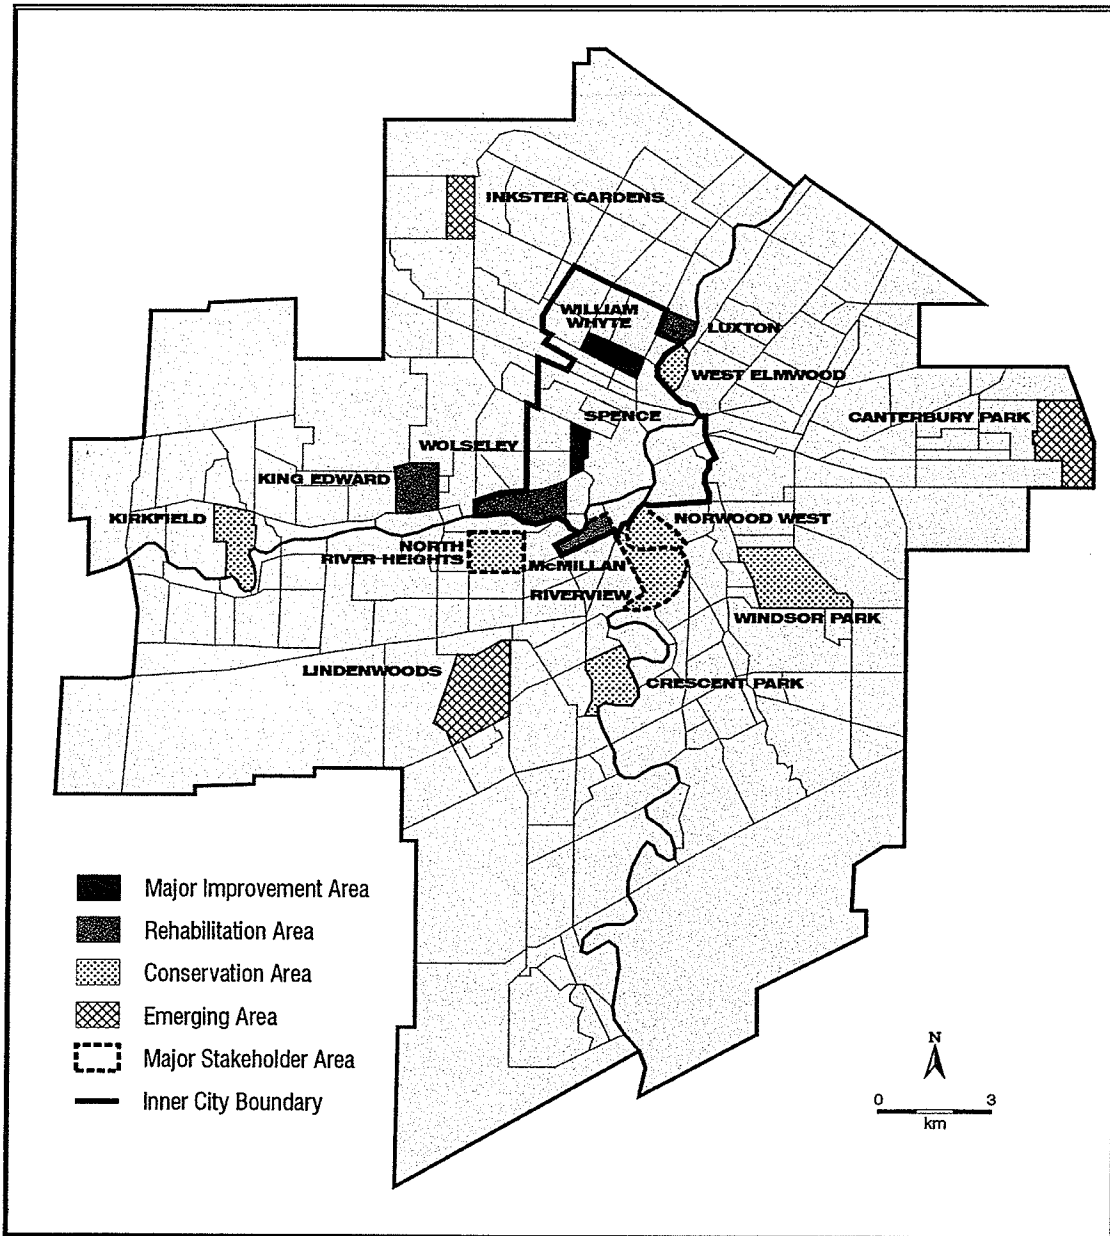 INKSTER GARDENS
WILLIAM
WHYTE
LUXTON
WEST ELMWOOD
SPENCE
CANTERBURY PARK
WOLSELEY
KING EDWARD
KIRKFIELD
NORWOOD WEST
NORTH
RIVER HEIGHTS
McMILLAN
RIVERVIEW
WINDSOR PARK
LINDENWOODS
CRESCENT PARK
Major Improvement Area
Rehabilitation Area
Conservation Area
Emerging Area
Major Stakeholder Area
Inner City Boundary
N
0 3
km